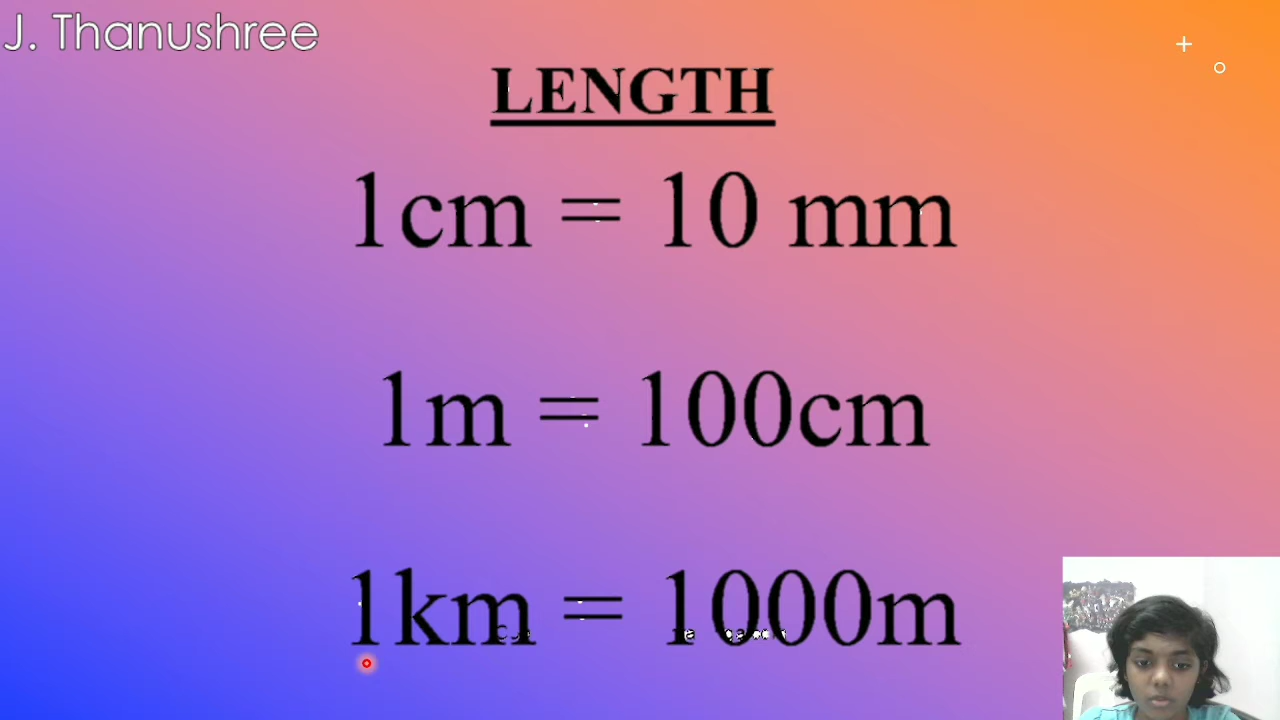 J. Thanushree
LENGTH
1cm = 10 mm
1m = 100cm
1km = 1000m